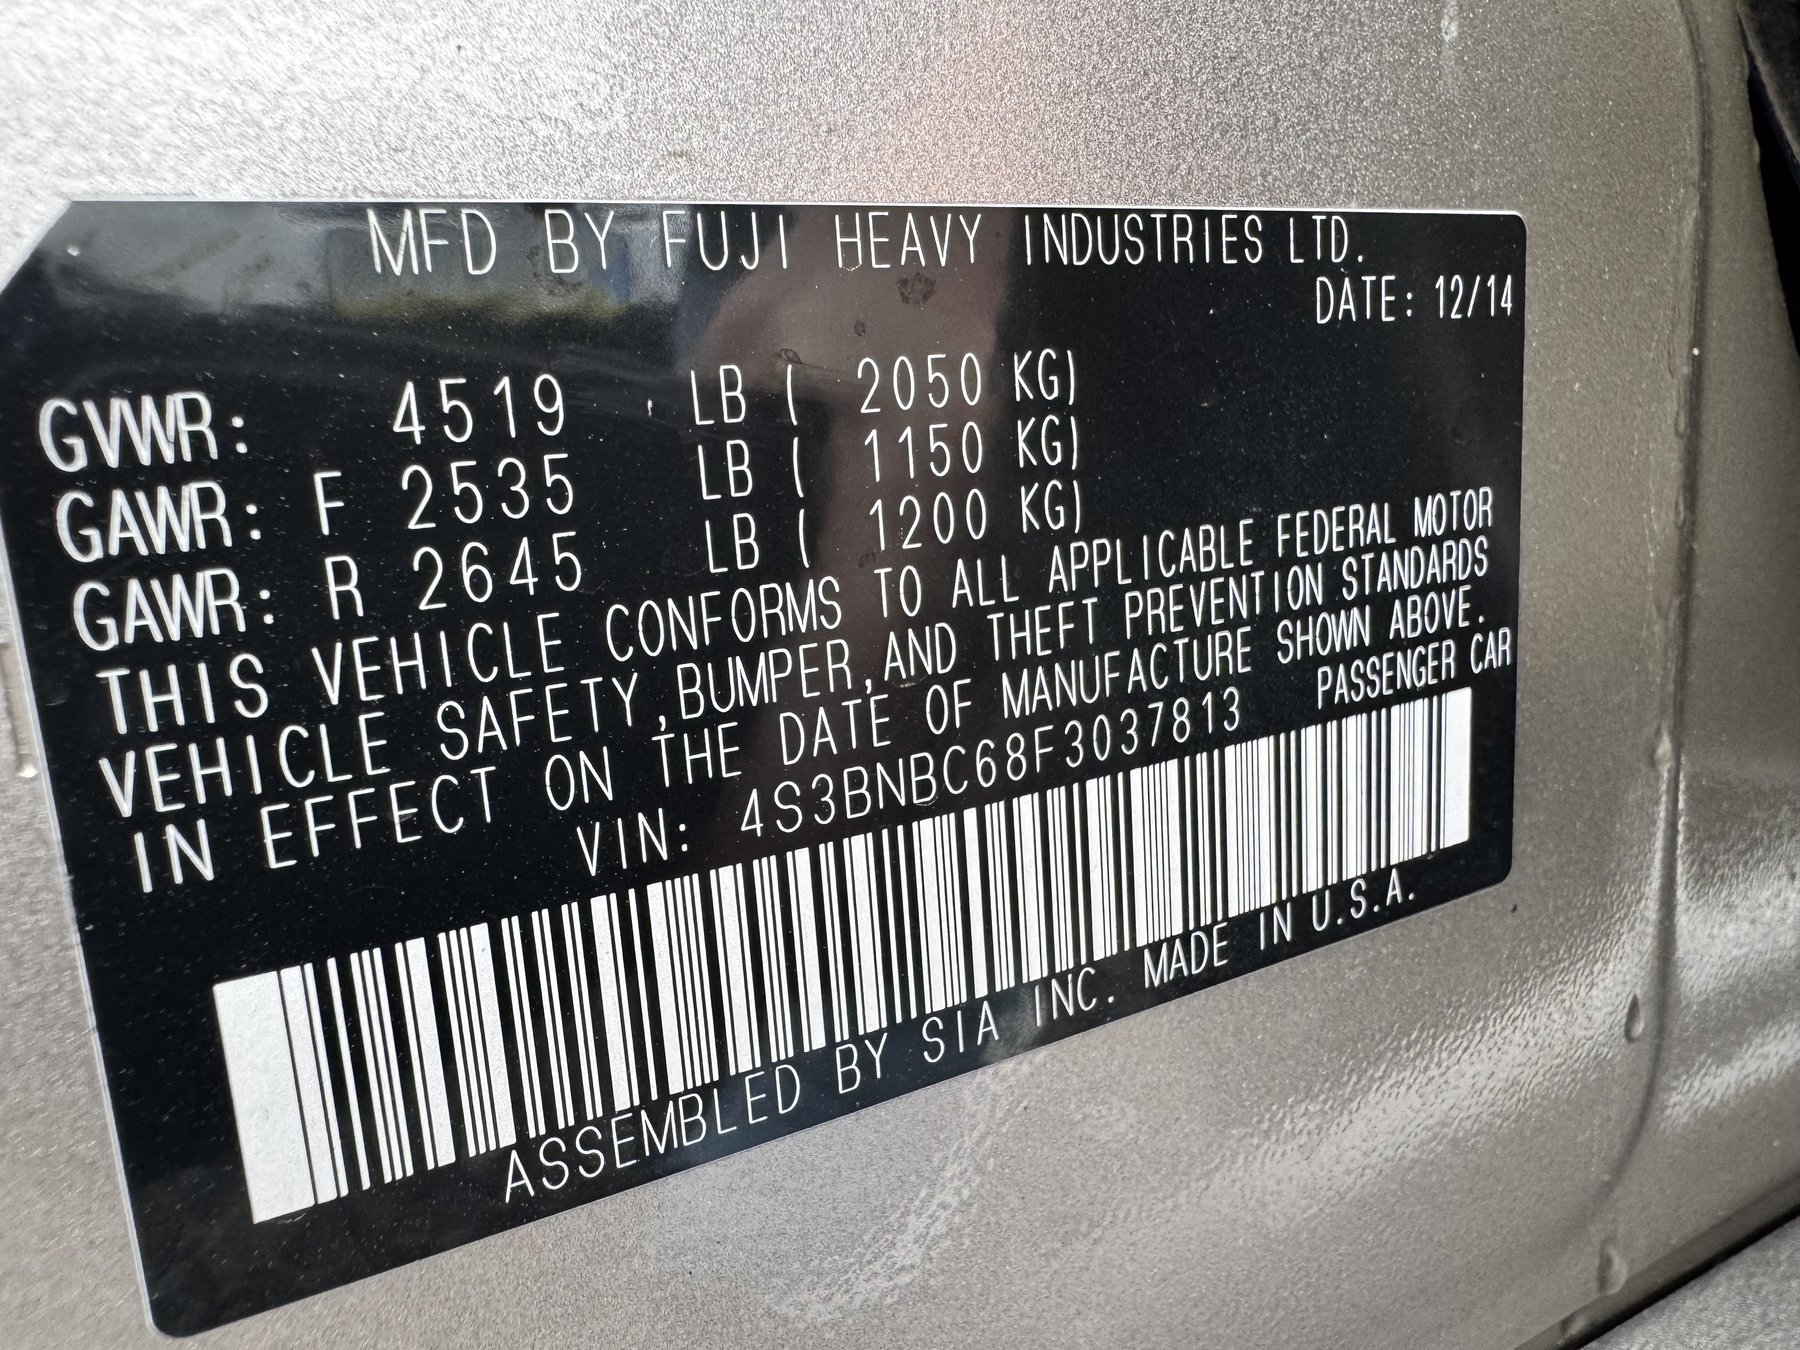 MFD BY FUJI HEAVY INDUSTRIES LTD.
DATE: 12/14
GVWR: 4519 LB ( 2050 KG)
GAWR: F 2535 LB ( 1150 KG)
GAWR: R 2645 LB ( 1200 KG)
THIS VEHICLE CONFORMS TO ALL APPLICABLE FEDERAL MOTOR
VEHICLE SAFETY,BUMPER,AND THEFT PREVENTION STANDARDS
IN EFFECT ON THE DATE OF MANUFACTURE SHOWN ABOVE.
VIN: 4S3BNBC68F3037813 PASSENGER CAR
ASSEMBLED BY SIA INC. MADE IN U.S.A.